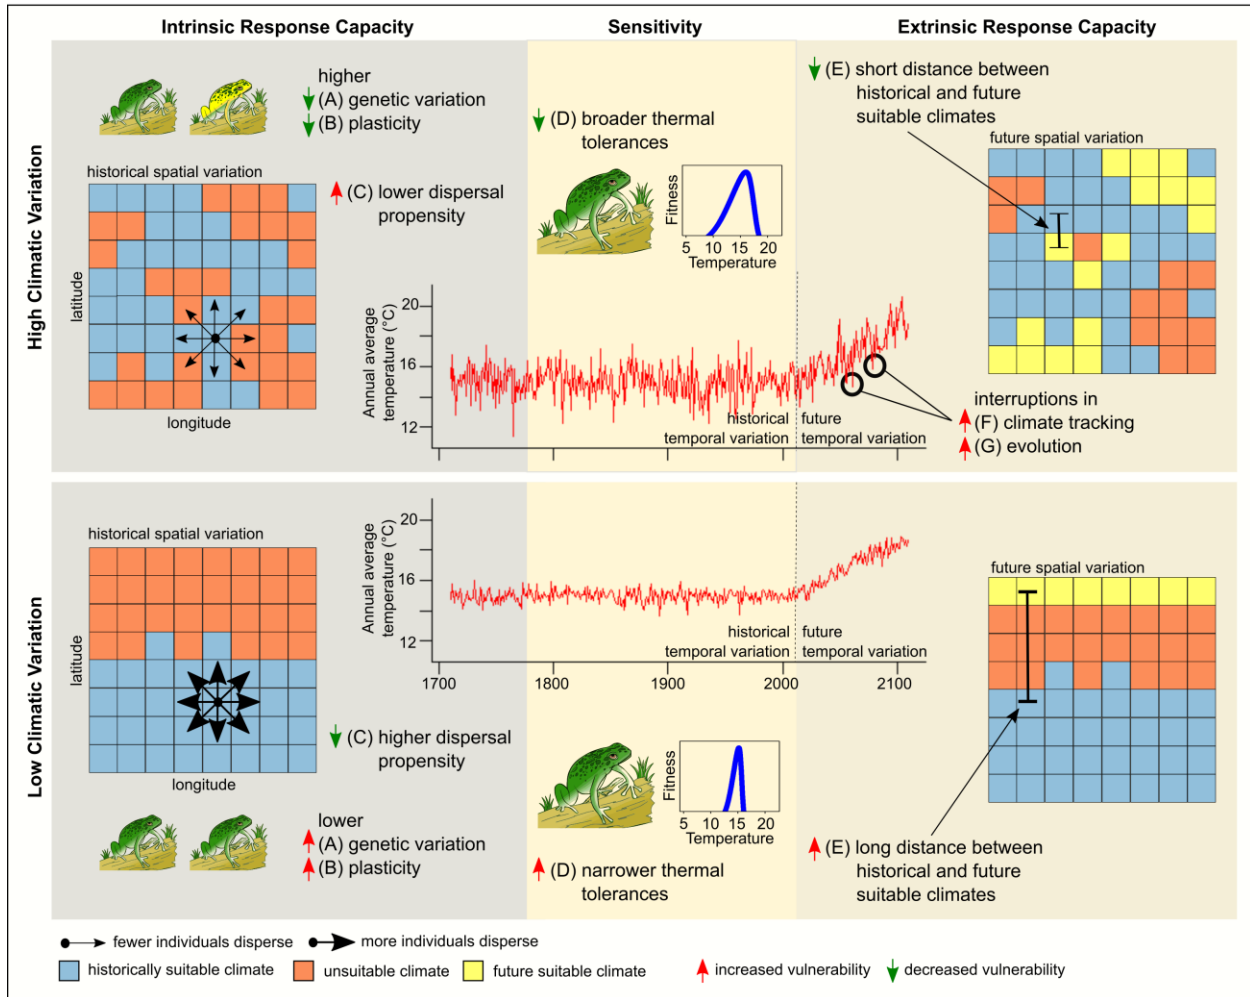 Intrinsic Response Capacity
Sensitivity
Extrinsic Response Capacity
High Climatic Variation
higher
(A) genetic variation
(B) plasticity
historical spatial variation
(C) lower dispersal
propensity
latitude
longitude
(D) broader thermal
tolerances
Fitness
5 10 15 20
Temperature
(E) short distance between
historical and future
suitable climates
future spatial variation
Annual average
temperature (°C)
20
16
12
historical
temporal variation
future
temporal variation
interruptions in
(F) climate tracking
(G) evolution
Low Climatic Variation
historical spatial variation
latitude
longitude
Annual average
temperature (°C)
20
16
12
historical
temporal variation
future
temporal variation
1700 1800 1900 2000 2100
future spatial variation
(C) higher dispersal
propensity
lower
(A) genetic variation
(B) plasticity
Fitness
5 10 15 20
Temperature
(D) narrower thermal
tolerances
(E) long distance between
historical and future
suitable climates
fewer individuals disperse
more individuals disperse
historically suitable climate
unsuitable climate
future suitable climate
increased vulnerability
decreased vulnerability